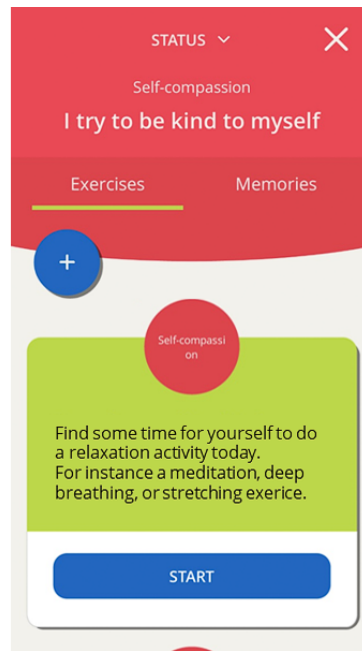 STATUS
Self-compassion
I try to be kind to myself
Exercises
Memories
+
Self-compassi
on
Find some time for yourself to do
a relaxation activity today.
For instance a meditation, deep
breathing, or stretching exerice.
START